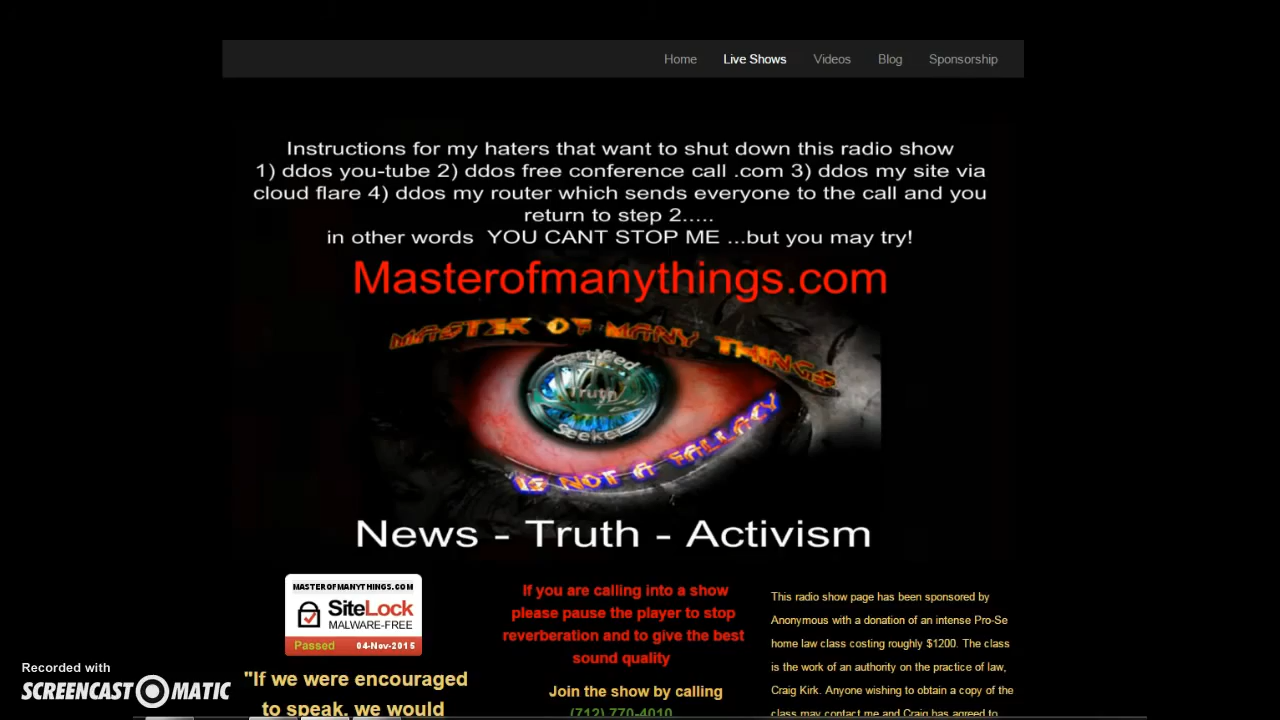 Home Live Shows Videos Blog Sponsorship
Instructions for my haters that want to shut down this radio show
1) ddos you-tube 2) ddos free conference call .com 3) ddos my site via
cloud flare 4) ddos my router which sends everyone to the call and you
return to step 2.....
in other words YOU CANT STOP ME ...but you may try!
Masterofmanythings.com
MASTER OF MANY THINGS
Certified
Truth
Seeker
IS NOT A FALLACY
News - Truth - Activism
MASTEROFMANYTHINGS.COM
SiteLock
MALWARE-FREE
Passed 04-Nov-2015
"If we were encouraged
to speak, we would
If you are calling into a show
please pause the player to stop
reverberation and to give the best
sound quality
Join the show by calling
(712) 770-4010
This radio show page has been sponsored by
Anonymous with a donation of an intense Pro-Se
home law class costing roughly $1200. The class
is the work of an authority on the practice of law,
Craig Kirk. Anyone wishing to obtain a copy of the
class may contact me and Craig has agreed to
Recorded with
SCREENCAST-O-MATIC